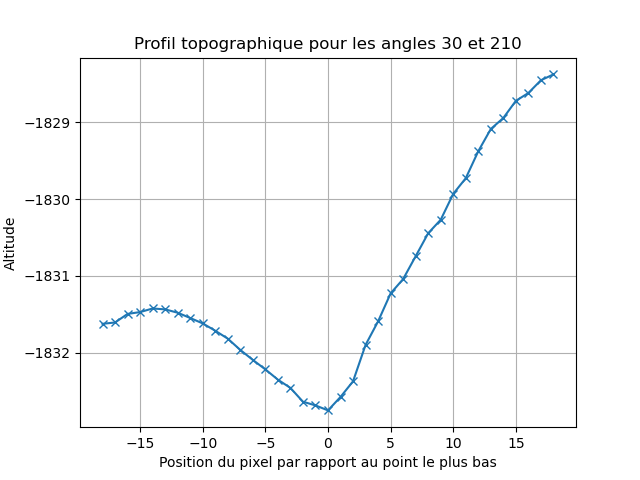 Profil topographique pour les angles 30 et 210
Altitude
−1829
−1830
−1831
−1832
−15 −10 −5 0 5 10 15
Position du pixel par rapport au point le plus bas